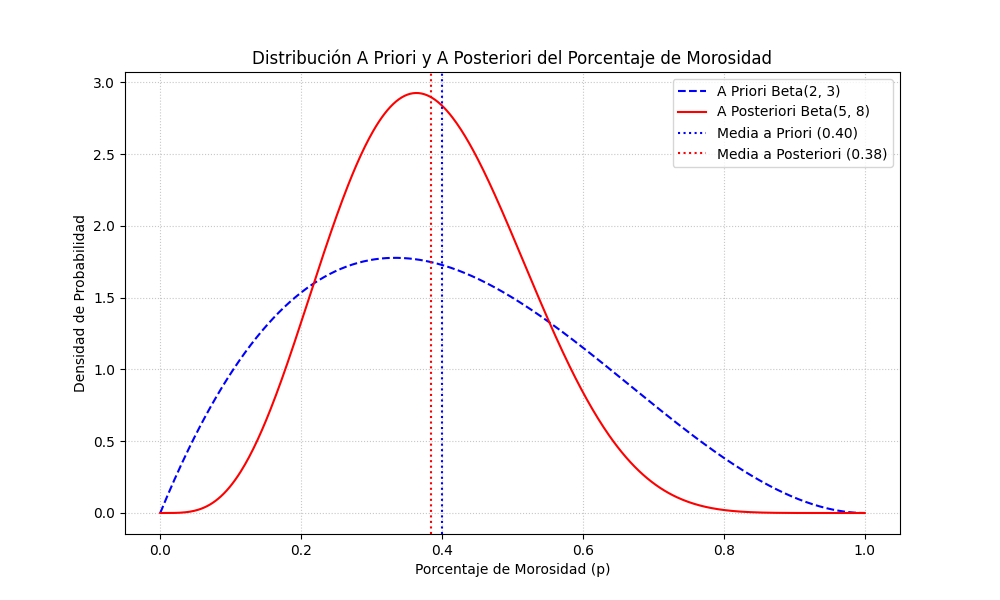 Distribución A Priori y A Posteriori del Porcentaje de Morosidad
A Priori Beta(2, 3)
A Posteriori Beta(5, 8)
Media a Priori (0.40)
Media a Posteriori (0.38)
Densidad de Probabilidad
3.0
2.5
2.0
1.5
1.0
0.5
0.0
0.0 0.2 0.4 0.6 0.8 1.0
Porcentaje de Morosidad (p)